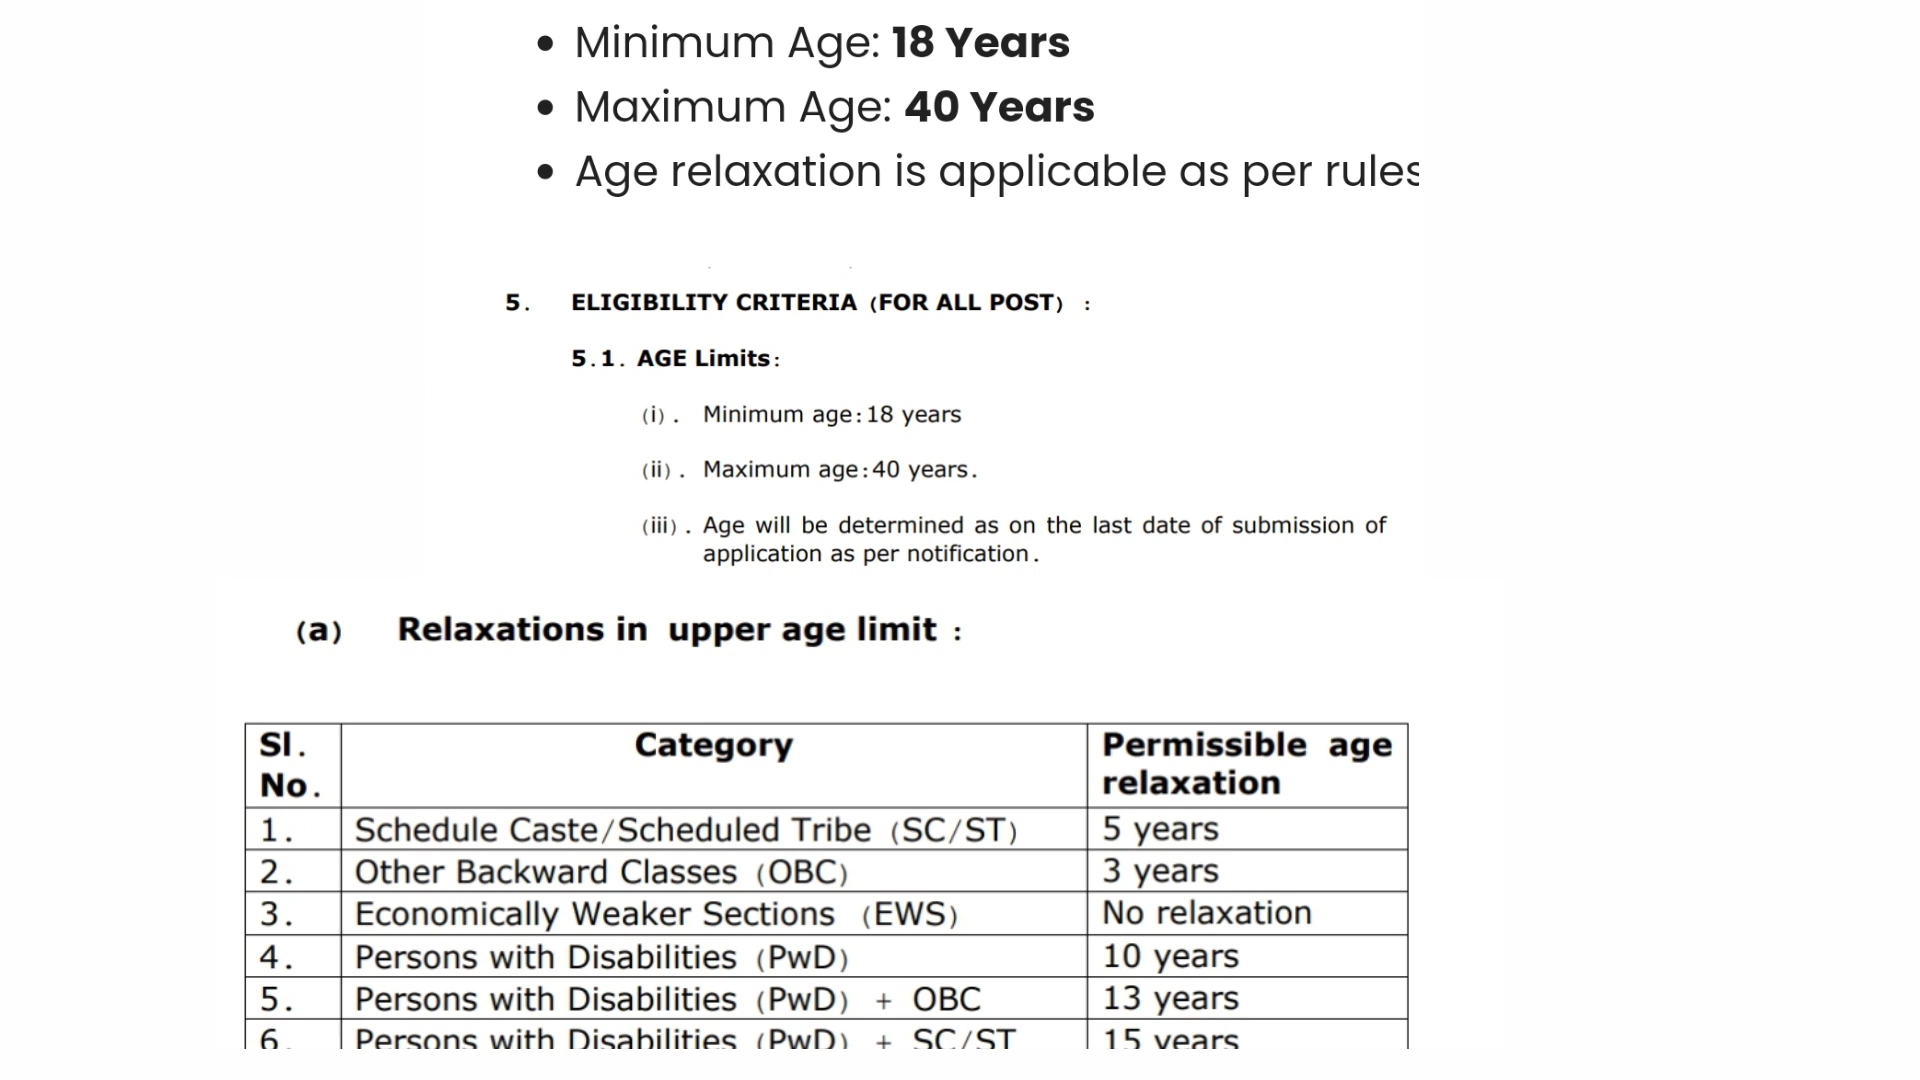 • Minimum Age: 18 Years
• Maximum Age: 40 Years
• Age relaxation is applicable as per rules
5. ELIGIBILITY CRITERIA (FOR ALL POST) :
5.1. AGE Limits:
(i). Minimum age:18 years
(ii). Maximum age:40 years.
(iii). Age will be determined as on the last date of submission of
application as per notification.
(a) Relaxations in upper age limit :
Sl. No. Category Permissible age relaxation
1. Schedule Caste/Scheduled Tribe (SC/ST) 5 years
2. Other Backward Classes (OBC) 3 years
3. Economically Weaker Sections (EWS) No relaxation
4. Persons with Disabilities (PwD) 10 years
5. Persons with Disabilities (PwD) + OBC 13 years
6. Persons with Disabilities (PwD) + SC/ST 15 years